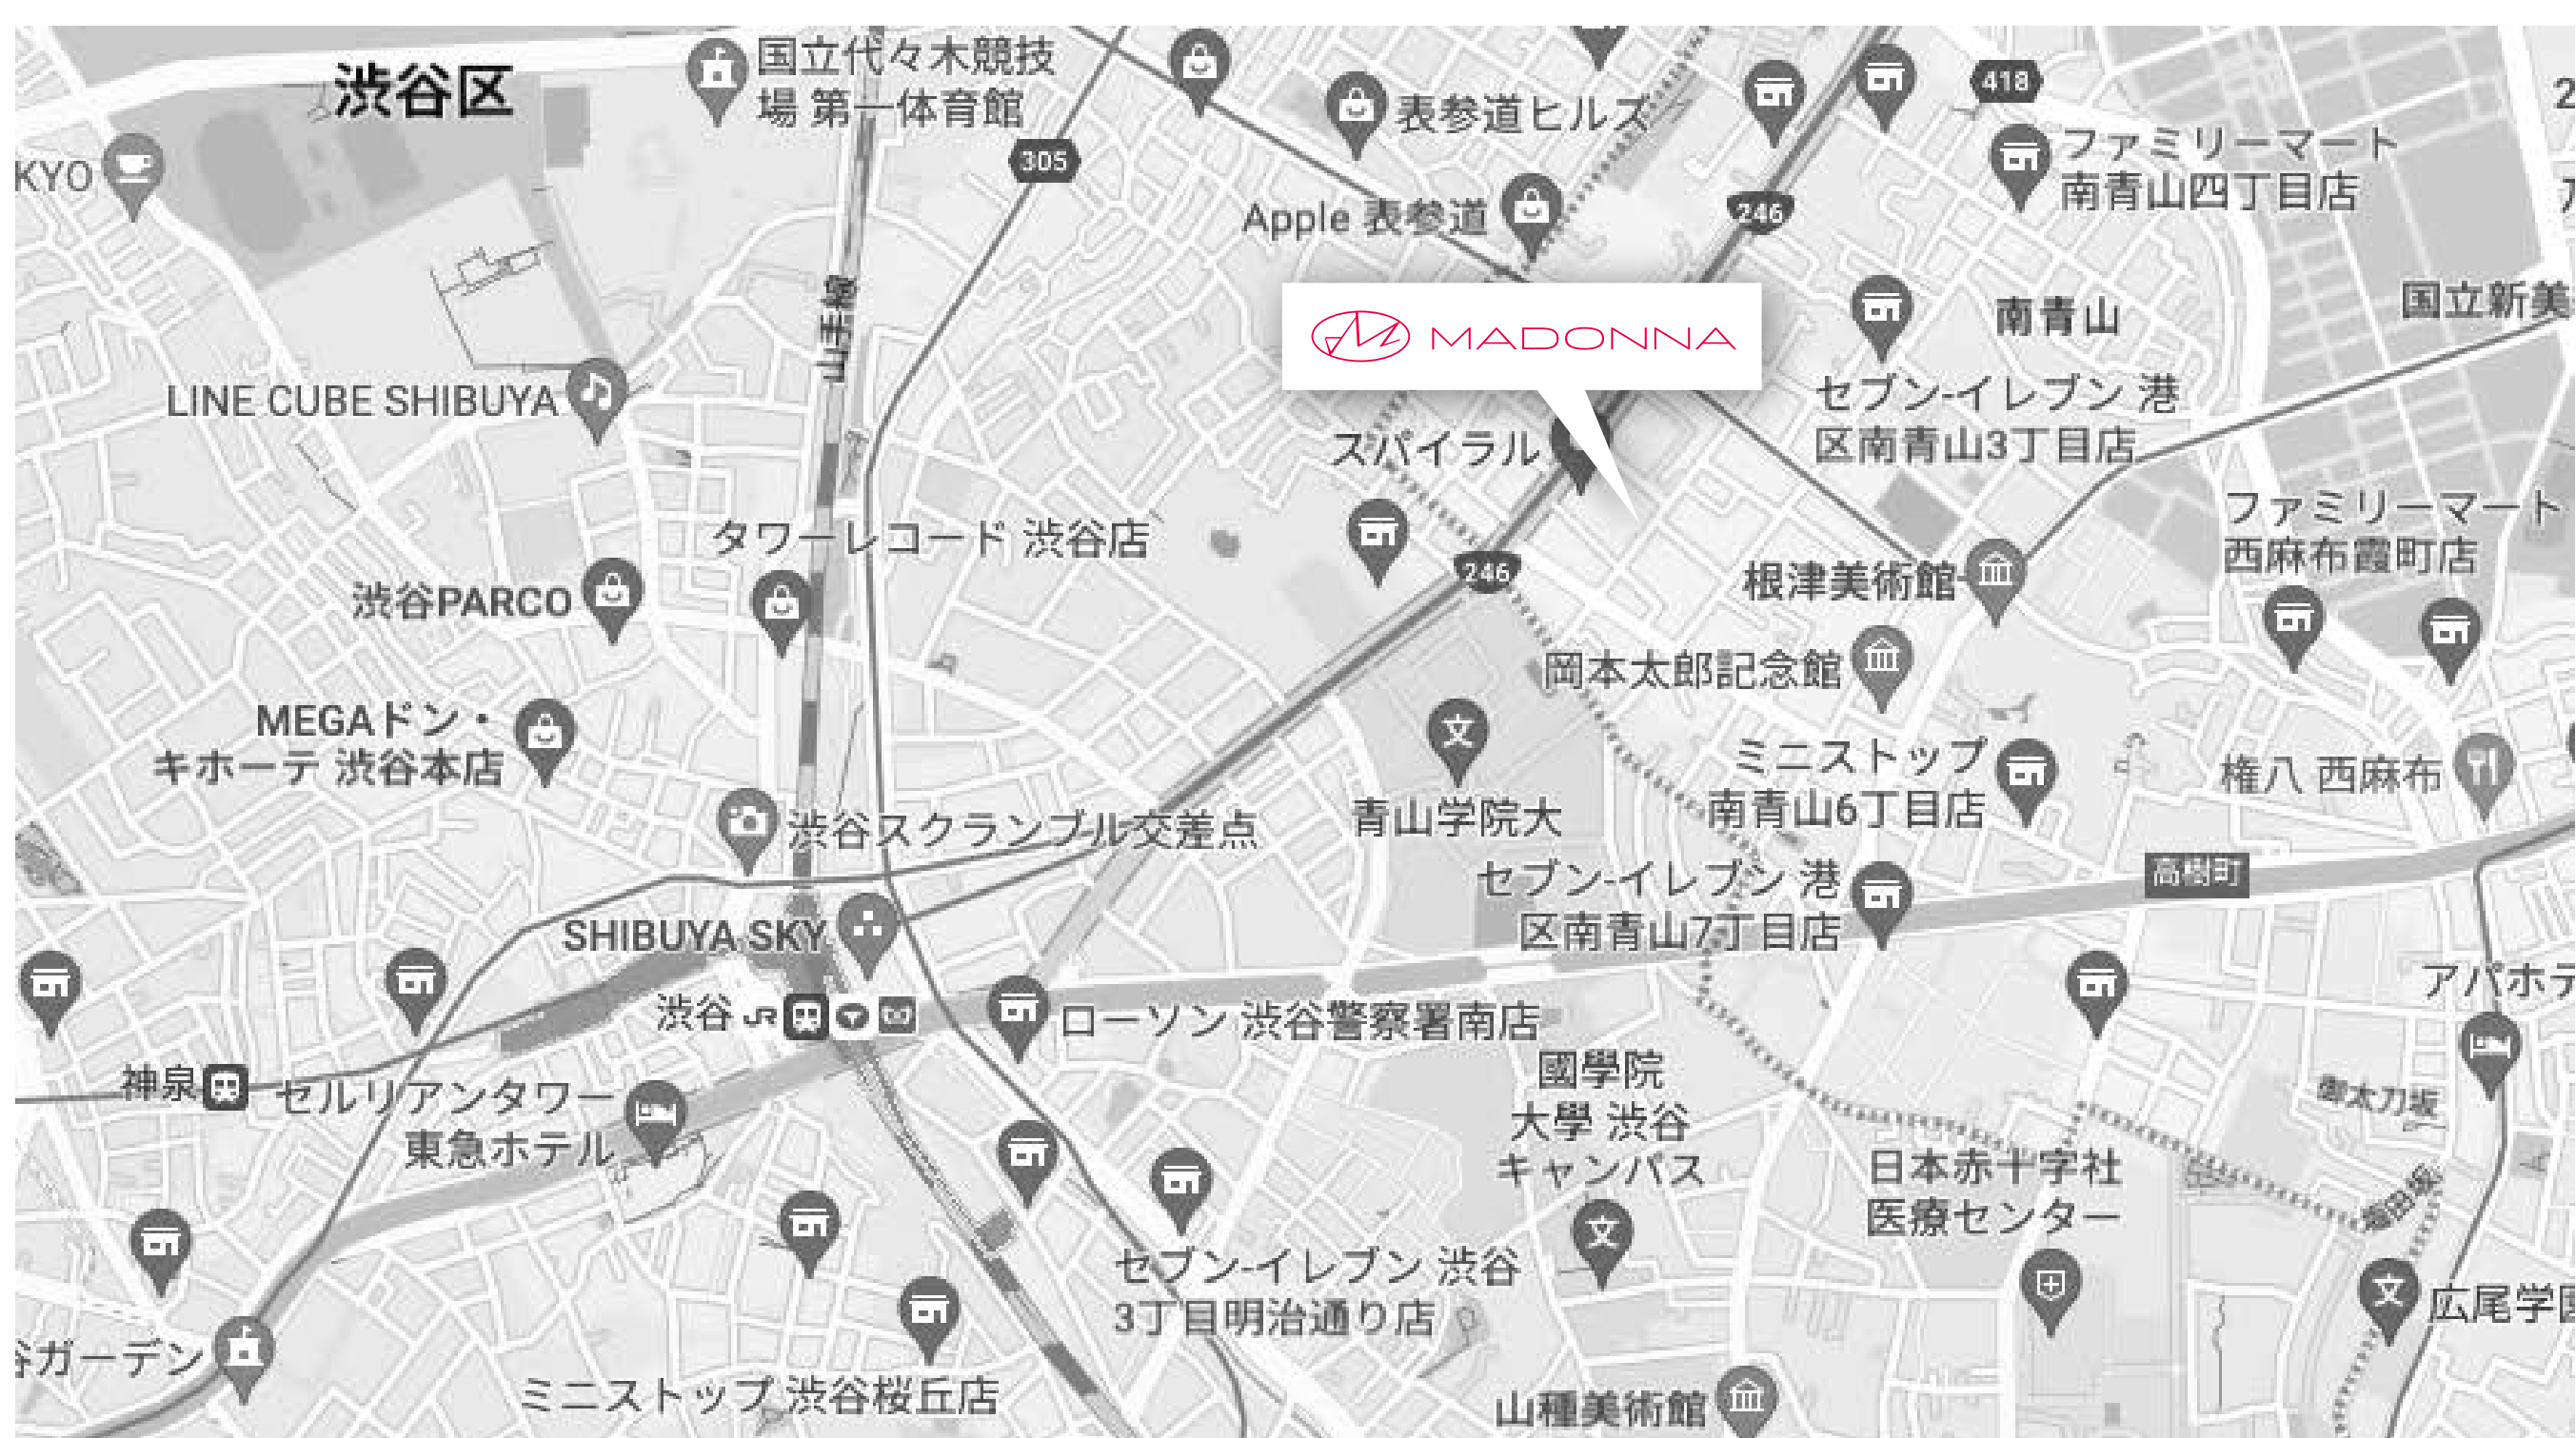 国立代々木競技
場 第一体育館
渋谷区
418
表参道ヒルズ
ファミリーマート
南青山四丁目店
305
KYO
Apple 表参道
246
国立新美
南青山
山手線
MADONNA
LINE CUBE SHIBUYA
セブン-イレブン 港
区南青山3丁目店
スパイラル
ファミリーマート
西麻布霞町店
タワーレコード 渋谷店
246
根津美術館
渋谷PARCO
岡本太郎記念館
MEGAドン・
キホーテ 渋谷本店
ミニストップ
南青山6丁目店
権八 西麻布
渋谷スクランブル交差点
青山学院大
セブン-イレブン 港
区南青山7丁目店
高樹町
SHIBUYA SKY
渋谷 JR
ローソン 渋谷警察署南店
アパホテ
神泉
セルリアンタワー
東急ホテル
國學院
大學 渋谷
キャンパス
御太刀坂
日本赤十字社
医療センター
堀田坂
セブン-イレブン 渋谷
3丁目明治通り店
広尾学園
谷ガーデン
ミニストップ 渋谷桜丘店
山種美術館